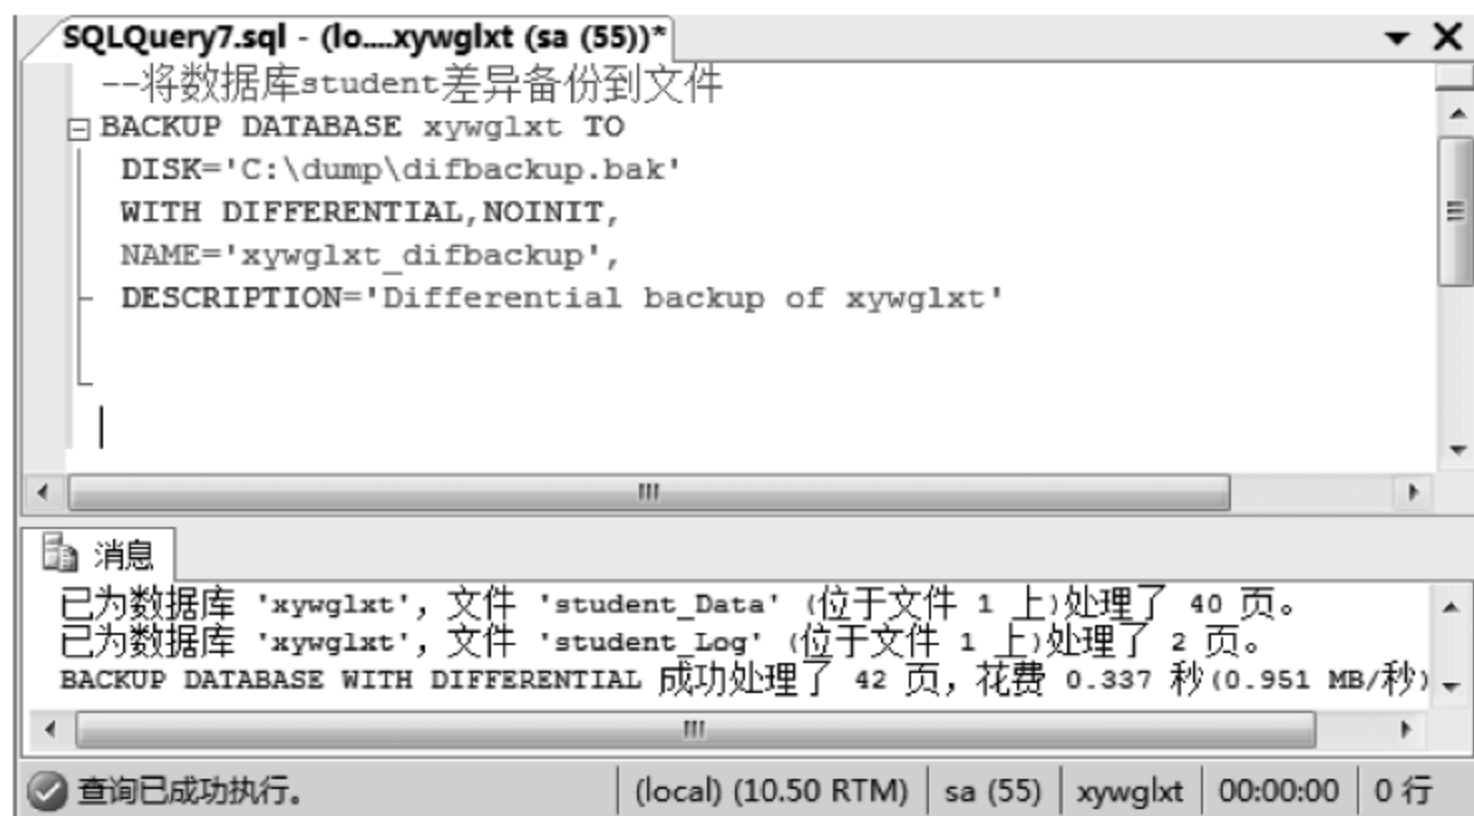 SQLQuery7.sql - (lo....xywglxt (sa (55))*
--将数据库student差异备份到文件
BACKUP DATABASE xywglxt TO
DISK='C:\dump\difbackup.bak'
WITH DIFFERENTIAL,NOINIT,
NAME='xywglxt_difbackup',
DESCRIPTION='Differential backup of xywglxt'
消息
已为数据库 'xywglxt'，文件 'student_Data' (位于文件 1 上)处理了 40 页。
已为数据库 'xywglxt'，文件 'student_Log' (位于文件 1 上)处理了 2 页。
BACKUP DATABASE WITH DIFFERENTIAL 成功处理了 42 页，花费 0.337 秒(0.951 MB/秒)
查询已成功执行。 (local) (10.50 RTM) sa (55) xywglxt 00:00:00 0 行